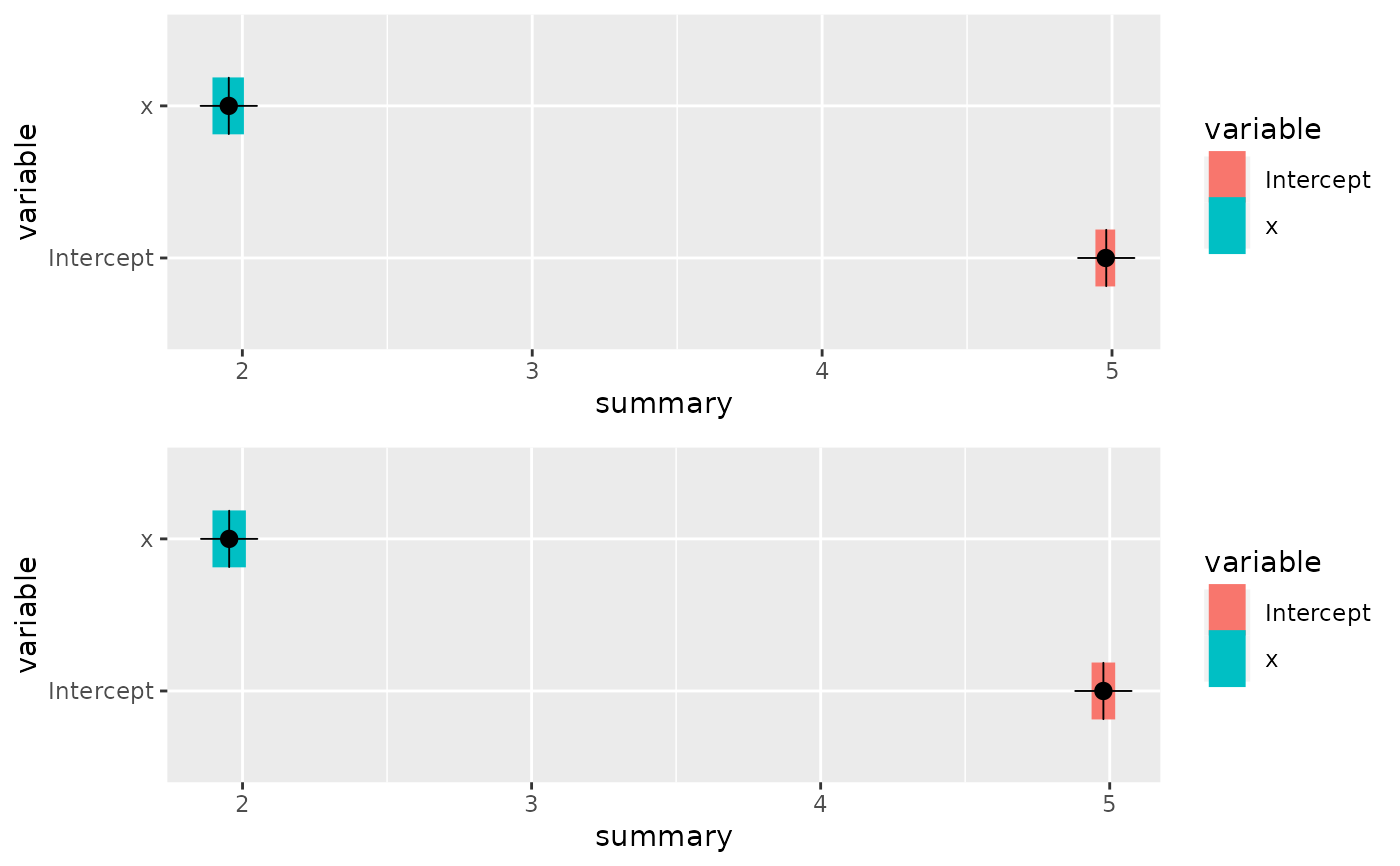 variable
x
Intercept
2 3 4 5
summary
variable
Intercept
x
variable
x
Intercept
2 3 4 5
summary
variable
Intercept
x